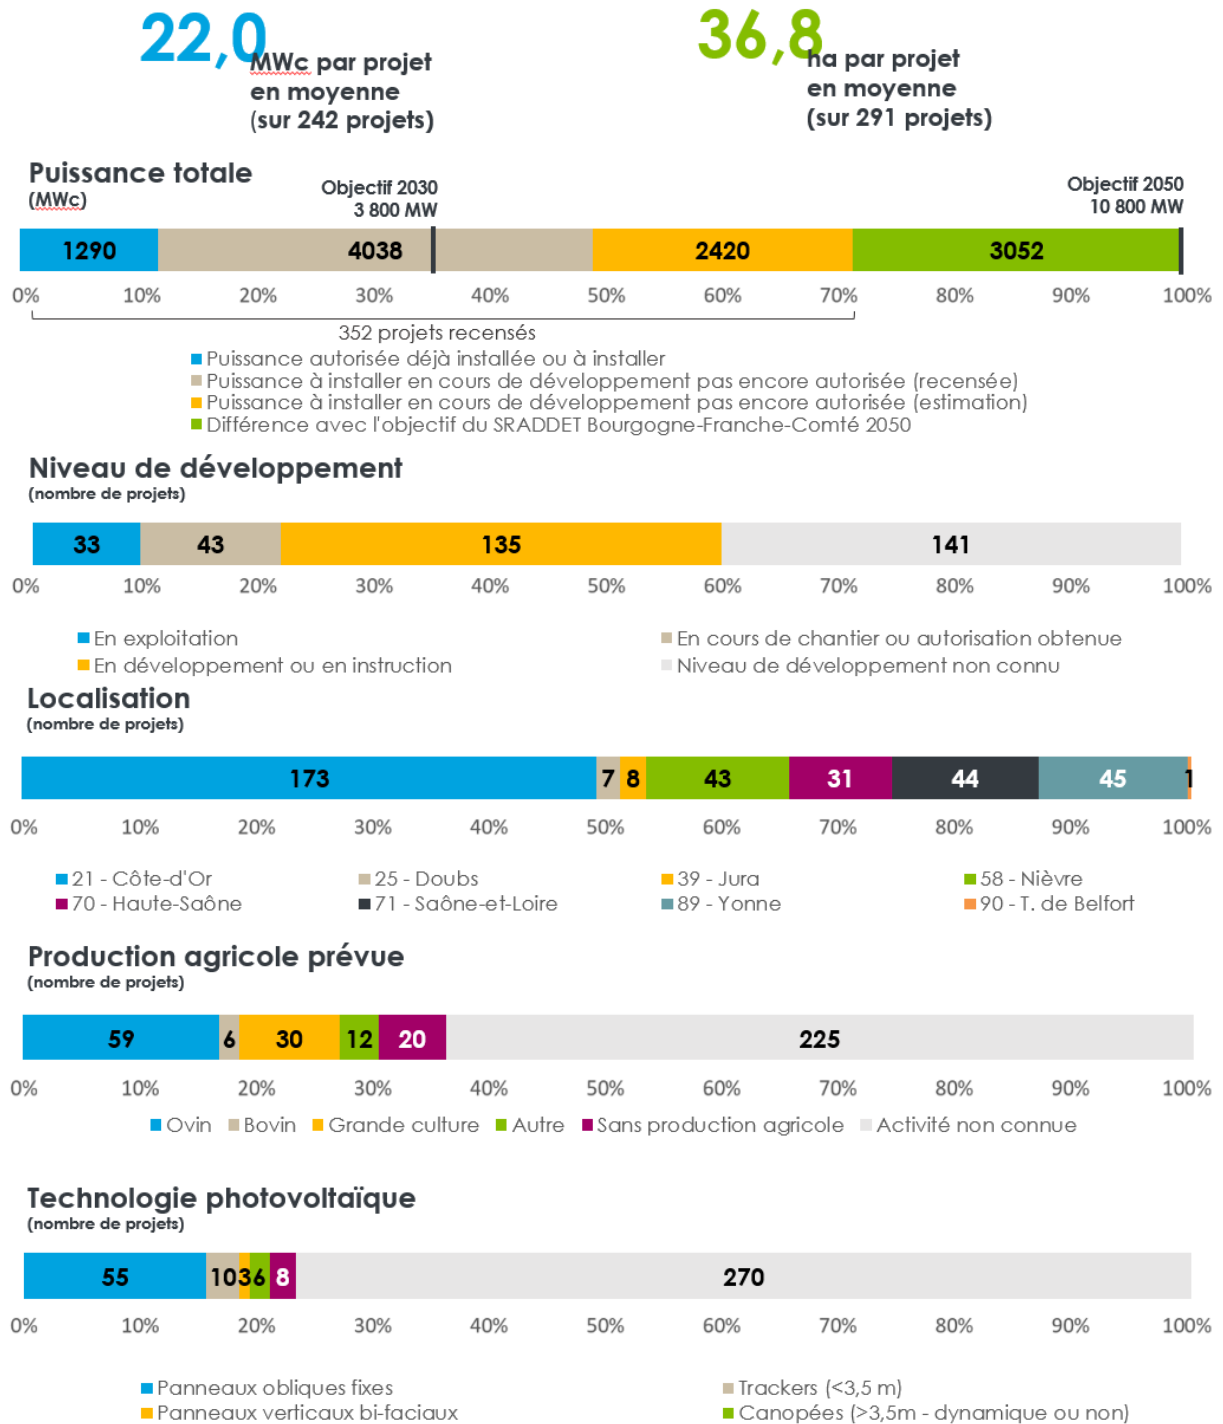 22,0
MWc par projet
en moyenne
(sur 242 projets)
36,8
ha par projet
en moyenne
(sur 291 projets)
Puissance totale
(MWc)
Objectif 2030
3 800 MW
Objectif 2050
10 800 MW
1290 4038 2420 3052
0% 10% 20% 30% 40% 50% 60% 70% 80% 90% 100%
352 projets recensés
Puissance autorisée déjà installée ou à installer
Puissance à installer en cours de développement pas encore autorisée (recensée)
Puissance à installer en cours de développement pas encore autorisée (estimation)
Différence avec l'objectif du SRADDET Bourgogne-Franche-Comté 2050
Niveau de développement
(nombre de projets)
33 43 135 141
0% 10% 20% 30% 40% 50% 60% 70% 80% 90% 100%
En exploitation En cours de chantier ou autorisation obtenue
En développement ou en instruction Niveau de développement non connu
Localisation
(nombre de projets)
173 7 8 43 31 44 45 1
0% 10% 20% 30% 40% 50% 60% 70% 80% 90% 100%
21 - Côte-d'Or 25 - Doubs 39 - Jura 58 - Nièvre
70 - Haute-Saône 71 - Saône-et-Loire 89 - Yonne 90 - T. de Belfort
Production agricole prévue
(nombre de projets)
59 6 30 12 20 225
0% 10% 20% 30% 40% 50% 60% 70% 80% 90% 100%
Ovin Bovin Grande culture Autre Sans production agricole Activité non connue
Technologie photovoltaïque
(nombre de projets)
55 10 3 6 8 270
0% 10% 20% 30% 40% 50% 60% 70% 80% 90% 100%
Panneaux obliques fixes Trackers (<3,5 m)
Panneaux verticaux bi-faciaux Canopées (>3,5m - dynamique ou non)